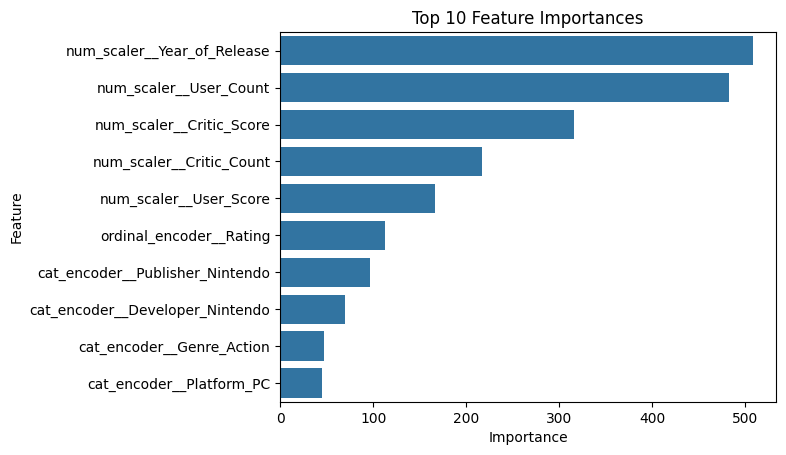 Top 10 Feature Importances
num_scaler__Year_of_Release
num_scaler__User_Count
num_scaler__Critic_Score
num_scaler__Critic_Count
num_scaler__User_Score
ordinal_encoder__Rating
cat_encoder__Publisher_Nintendo
cat_encoder__Developer_Nintendo
cat_encoder__Genre_Action
cat_encoder__Platform_PC
Feature
0 100 200 300 400 500
Importance